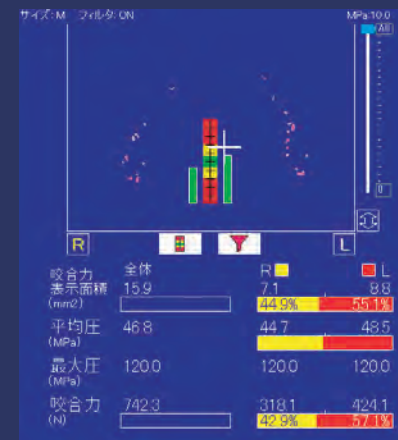 サイズ:M フィルタ:ON MPa:10.0
All
0
R L
咬合力 全体 R L
表示面積 15.9 7.1 8.8
(mm2) 44.9% 55.1%
平均圧 46.8 44.7 48.5
(MPa)
最大圧 120.0 120.0 120.0
(MPa)
咬合力 742.3 318.1 424.1
(N) 42.9% 57.1%